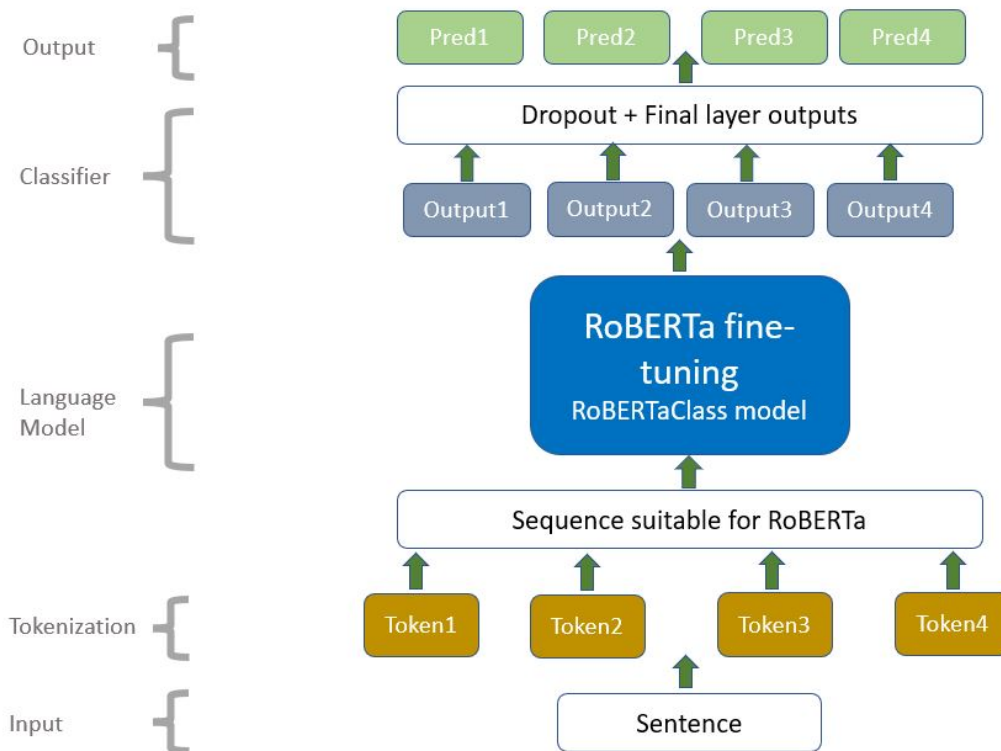 Output
Pred1
Pred2
Pred3
Pred4
Dropout + Final layer outputs
Classifier
Output1
Output2
Output3
Output4
RoBERTa fine-
tuning
RoBERTaClass model
Language
Model
Sequence suitable for RoBERTa
Tokenization
Token1
Token2
Token3
Token4
Input
Sentence